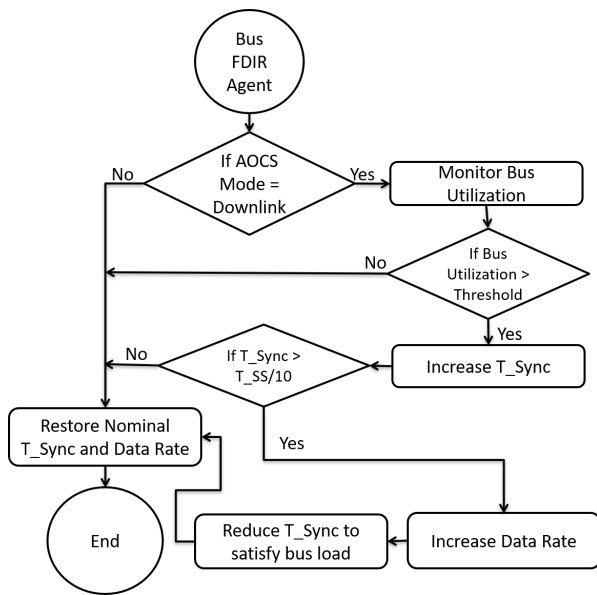 Bus
FDIR
Agent
If AOCS
Mode =
Downlink
No
Yes
Monitor Bus
Utilization
If Bus
Utilization >
Threshold
No
Yes
Increase T_Sync
If T_Sync >
T_SS/10
No
Yes
Restore Nominal
T_Sync and Data Rate
End
Reduce T_Sync to
satisfy bus load
Increase Data Rate